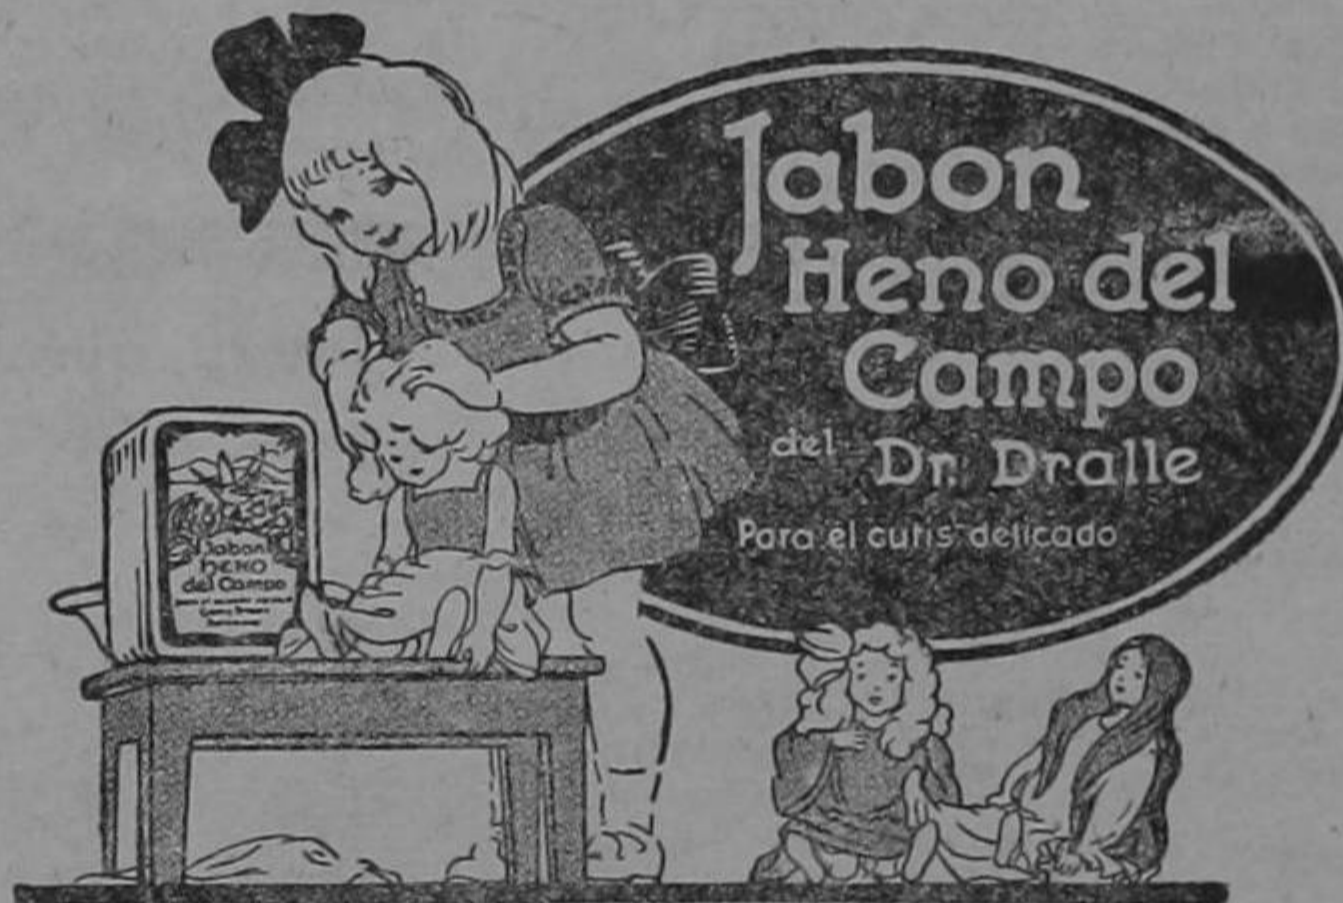 Jabon
Heno del
Campo
del Dr. Dralle
Para el cutis delicado
Jabon
heno
del Campo